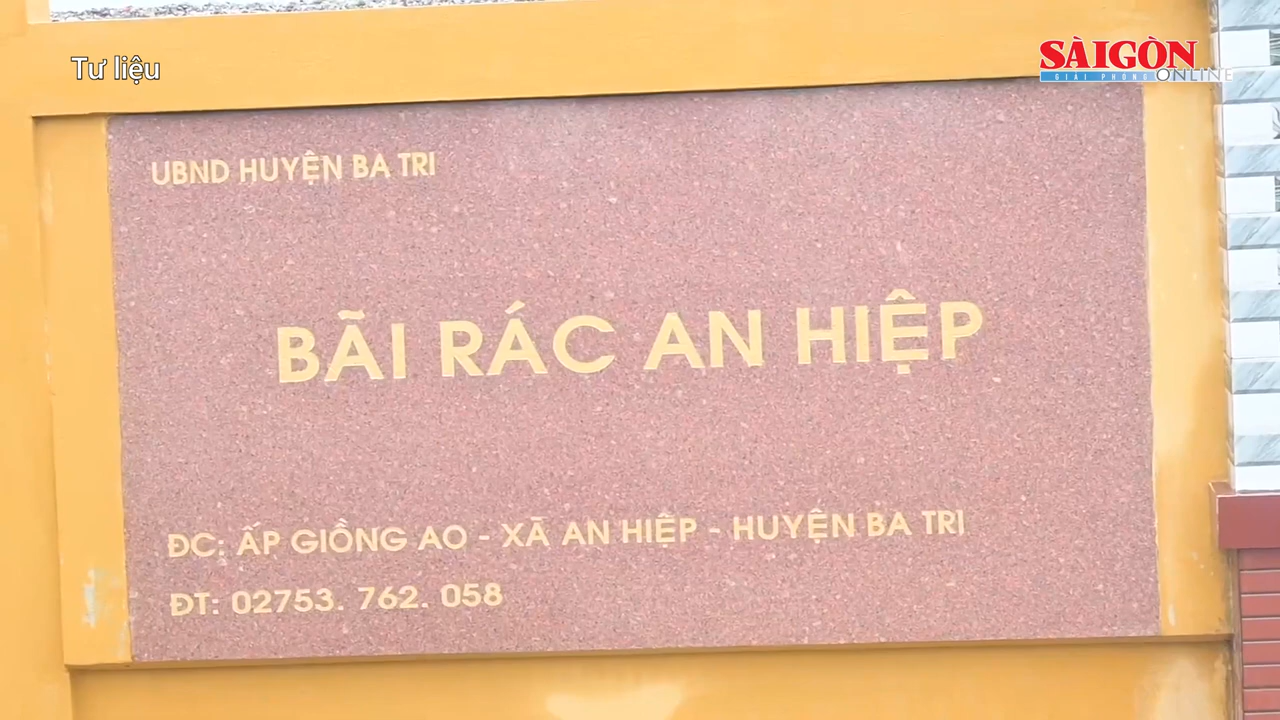 Tư liệu
SÀIGÒN
GIẢI PHÓNG ONLINE
UBND HUYỆN BA TRI
BÃI RÁC AN HIỆP
ĐC: ẤP GIỒNG AO - XÃ AN HIỆP - HUYỆN BA TRI
ĐT: 02753. 762. 058